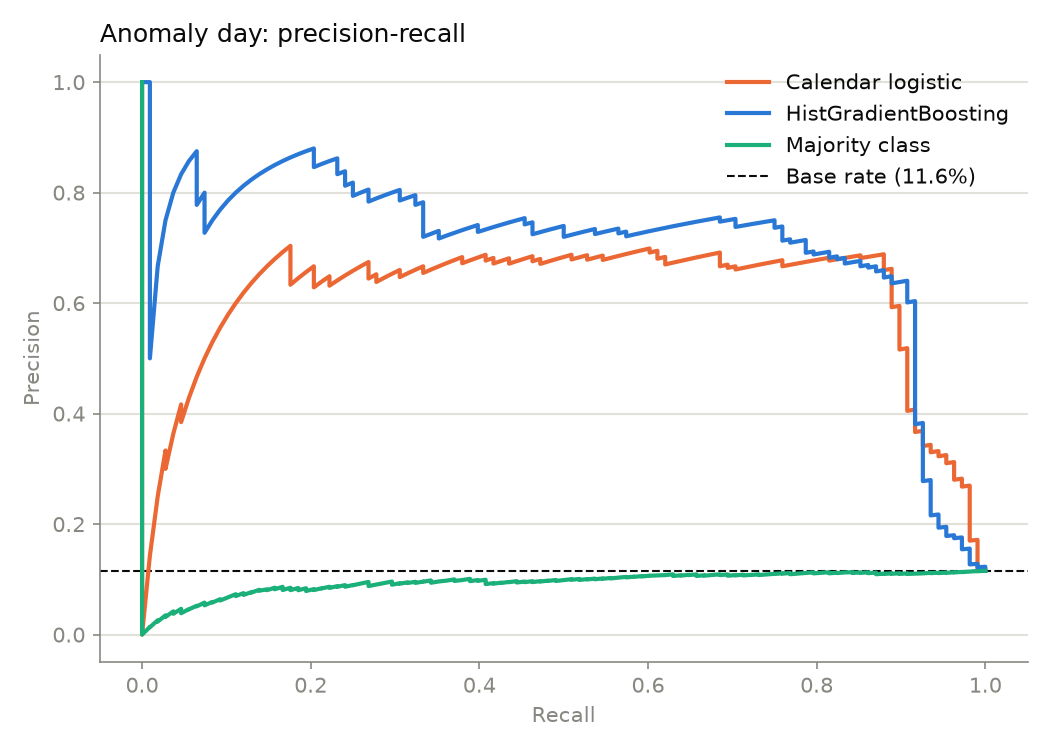 Anomaly day: precision-recall
Calendar logistic
HistGradientBoosting
Majority class
Base rate (11.6%)
Precision
1.0
0.8
0.6
0.4
0.2
0.0
0.0 0.2 0.4 0.6 0.8 1.0
Recall